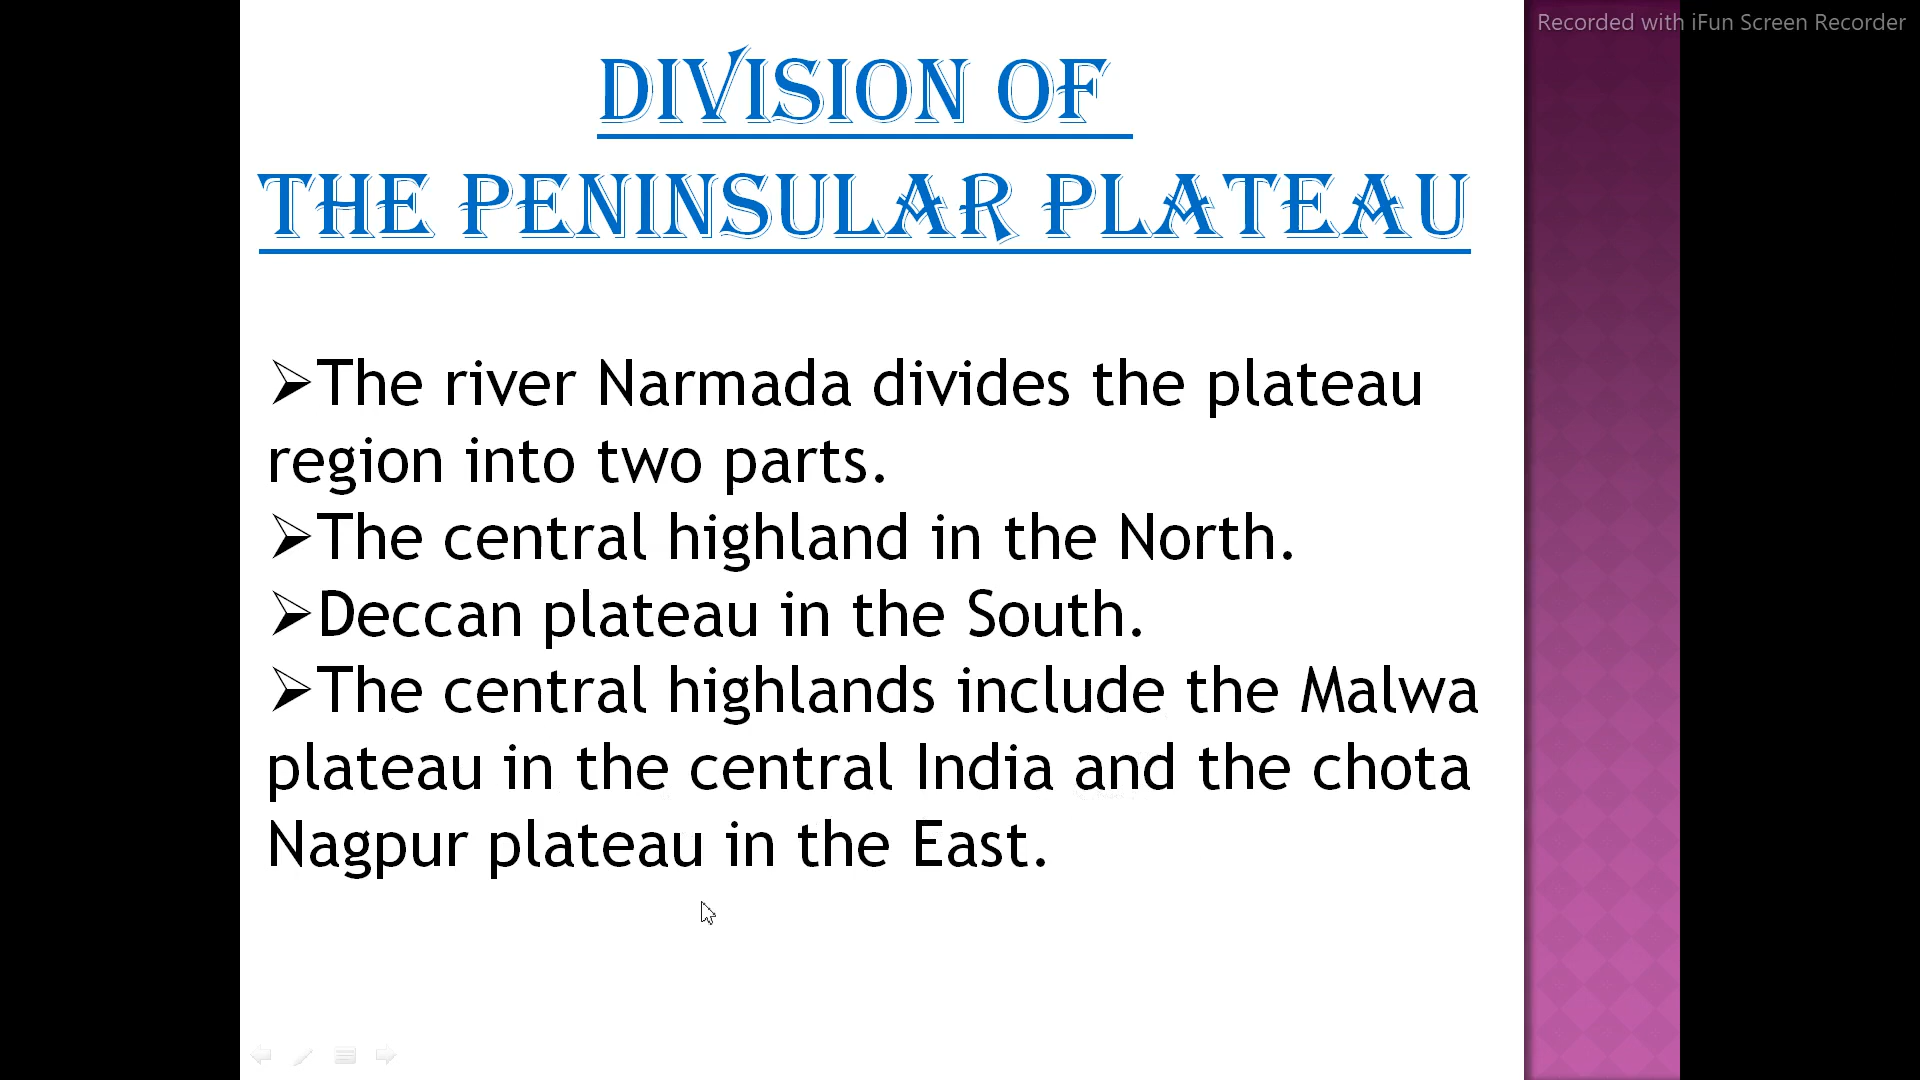 Recorded with iFun Screen Recorder
DIVISION OF
THE PENINSULAR PLATEAU
➢The river Narmada divides the plateau
region into two parts.
➢The central highland in the North.
➢Deccan plateau in the South.
➢The central highlands include the Malwa
plateau in the central India and the chota
Nagpur plateau in the East.